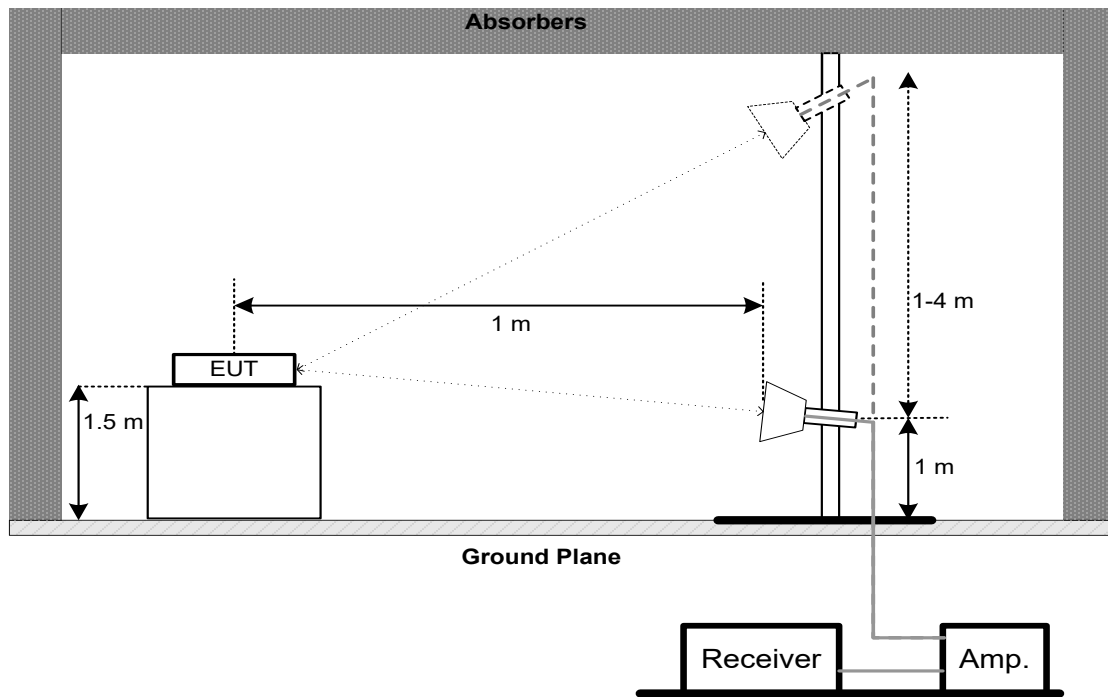 Absorbers
1-4 m
1 m
EUT
1.5 m
1 m
Ground Plane
Receiver
Amp.